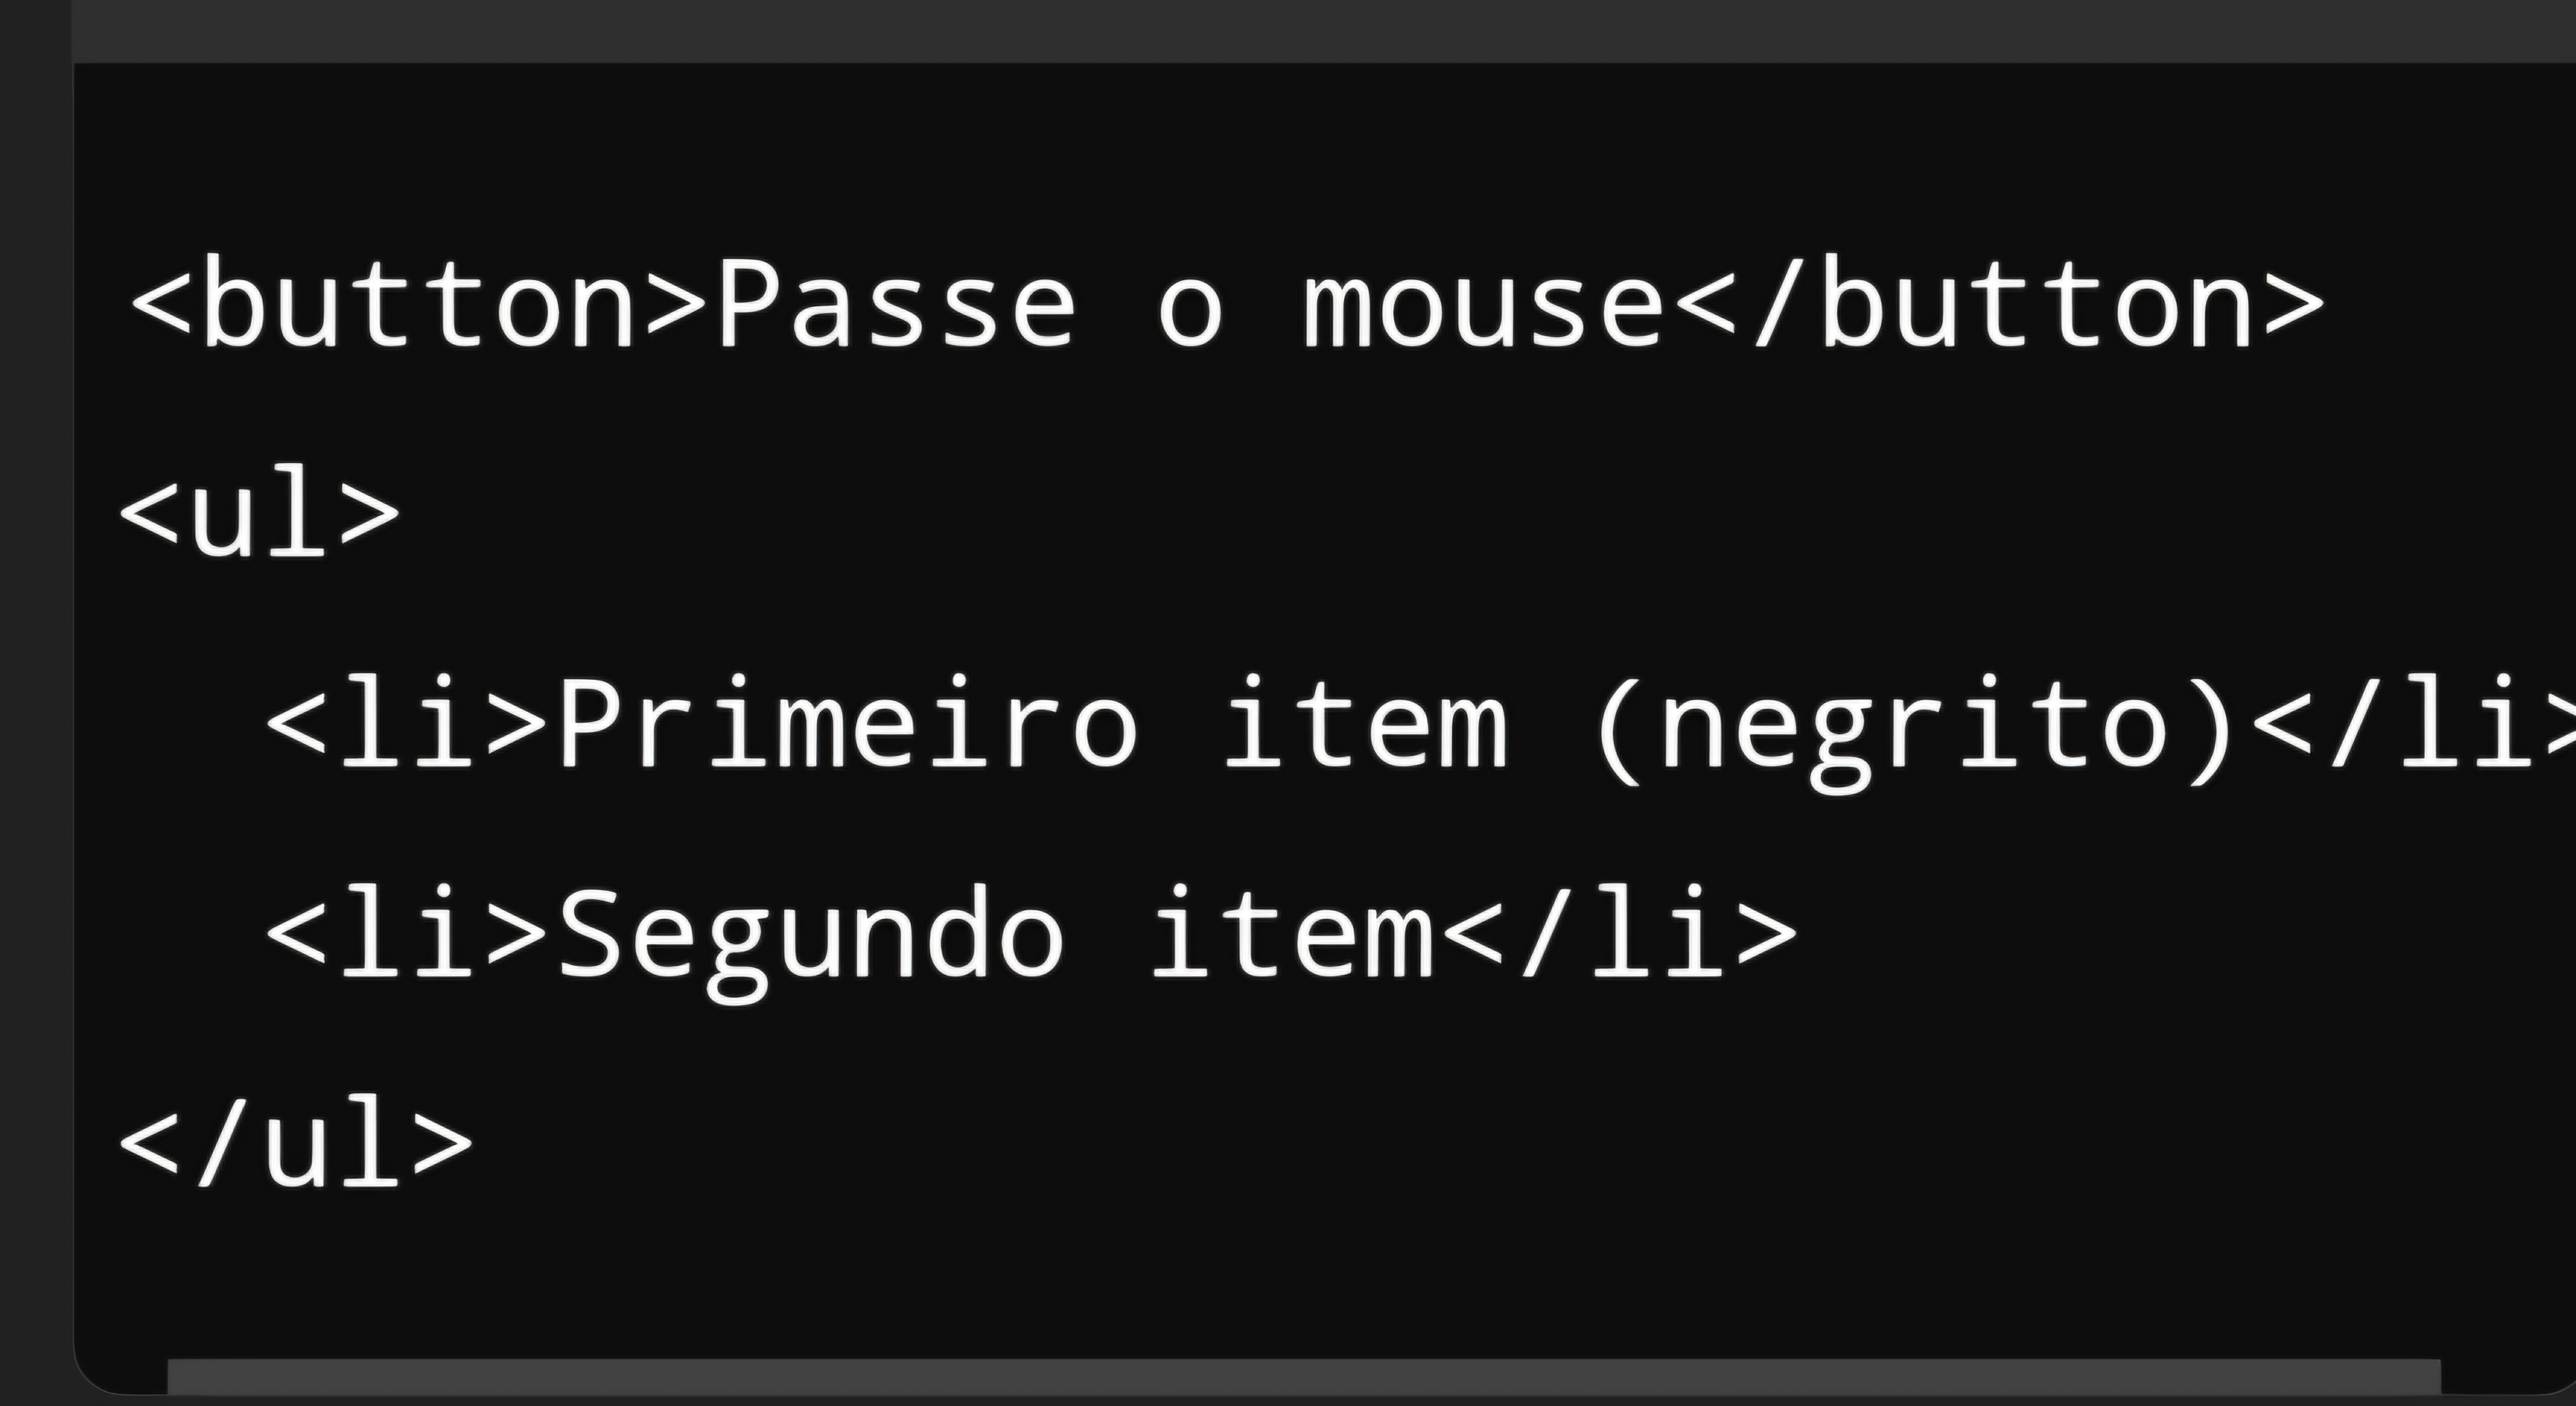 <button>Passe o mouse</button>
<ul>
  <li>Primeiro item (negrito)</li>
  <li>Segundo item</li>
</ul>